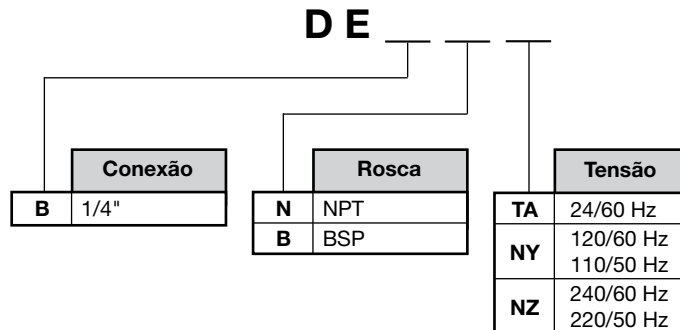 DE
Conexão
B 1/4"
Rosca
N NPT
B BSP
Tensão
TA 24/60 Hz
NY 120/60 Hz
110/50 Hz
NZ 240/60 Hz
220/50 Hz